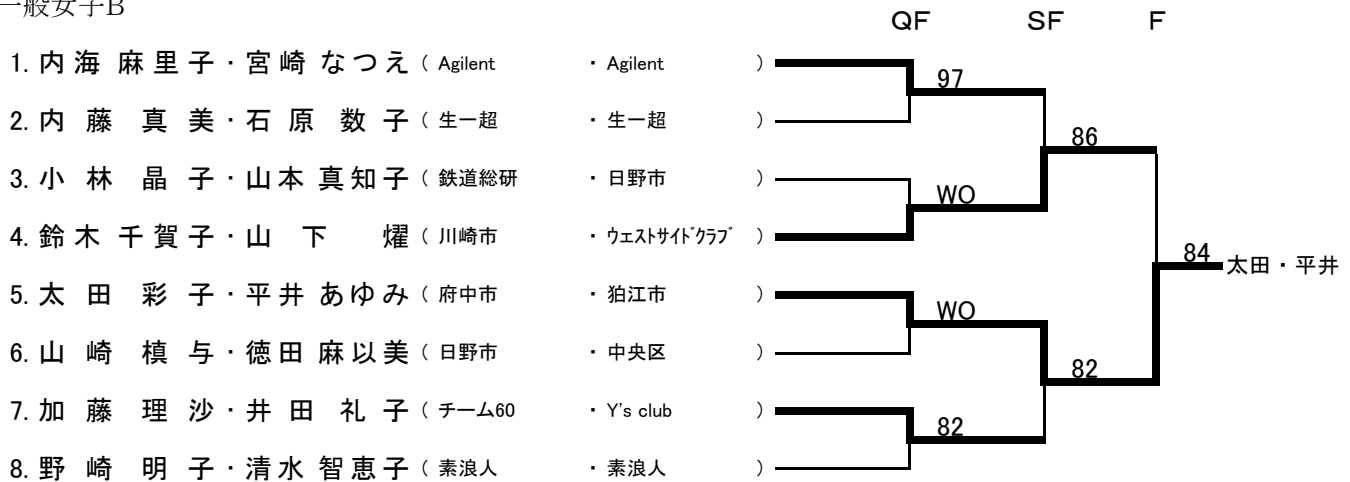 一般女子B
QF SF F
1. 内海 麻里子・宮崎 なつえ ( Agilent ・ Agilent )
97
2. 内藤 真美・石原 数子 ( 生一超 ・ 生一超 )
86
3. 小林 晶子・山本 真知子 ( 鉄道総研 ・ 日野市 )
WO
4. 鈴木 千賀子・山下 燿 ( 川崎市 ・ ウエストサイドクラブ )
84 太田・平井
5. 太田 彩子・平井 あゆみ ( 府中市 ・ 狛江市 )
WO
6. 山崎 槙与・徳田 麻以美 ( 日野市 ・ 中央区 )
82
7. 加藤 理沙・井田 礼子 ( チーム60 ・ Y's club )
82
8. 野崎 明子・清水 智恵子 ( 素浪人 ・ 素浪人 )